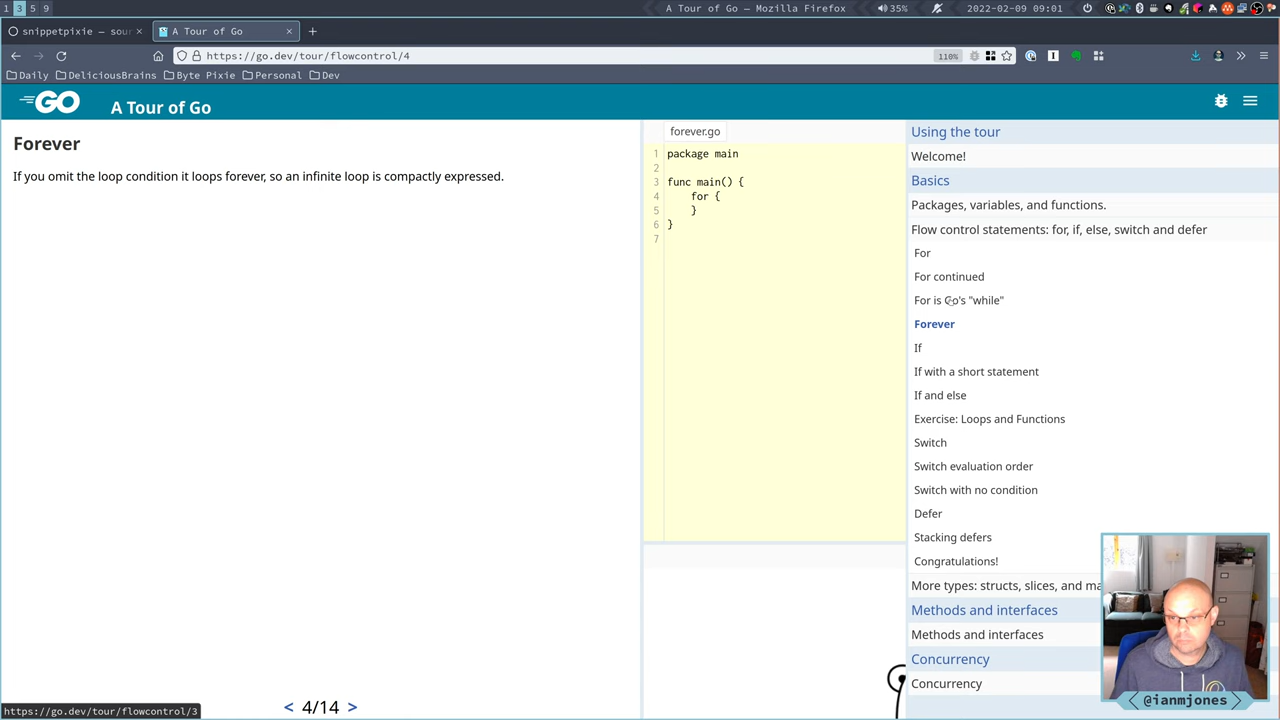 1 3 5 9
A Tour of Go — Mozilla Firefox
35%
2022-02-09 09:01
snippetpixie — sour ×
A Tour of Go ×
https://go.dev/tour/flowcontrol/4
110%
Daily
DeliciousBrains
Byte Pixie
Personal
Dev
GO
A Tour of Go
Forever
If you omit the loop condition it loops forever, so an infinite loop is compactly expressed.
forever.go
1 package main
2
3 func main() {
4 for {
5 }
6 }
7
Using the tour
Welcome!
Basics
Packages, variables, and functions.
Flow control statements: for, if, else, switch and defer
For
For continued
For is Go's "while"
Forever
If
If with a short statement
If and else
Exercise: Loops and Functions
Switch
Switch evaluation order
Switch with no condition
Defer
Stacking defers
Congratulations!
More types: structs, slices, and ma
Methods and interfaces
Methods and interfaces
Concurrency
Concurrency
@ianmjones
https://go.dev/tour/flowcontrol/3
< 4/14 >